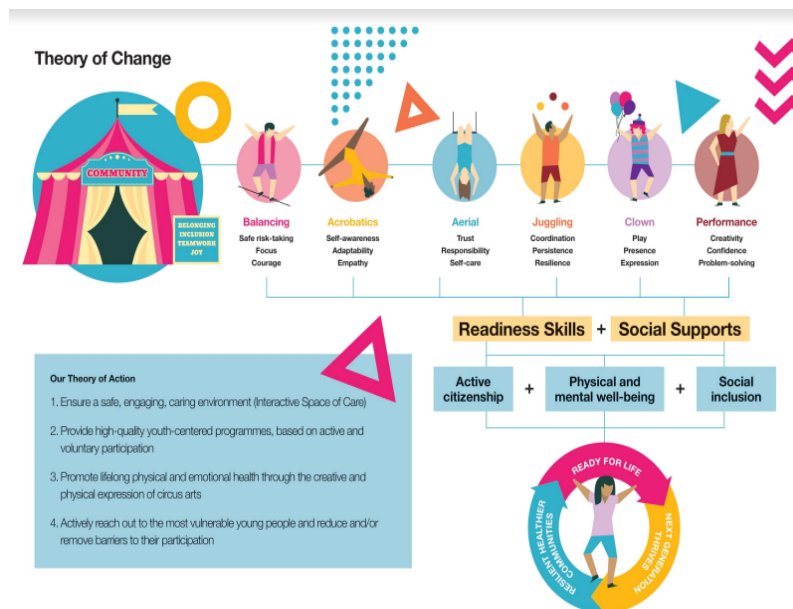 Theory of Change
COMMUNITY
BELONGING
INCLUSION
TEAMWORK
JOY
Balancing
Safe risk-taking
Focus
Courage
Acrobatics
Self-awareness
Adaptability
Empathy
Aerial
Trust
Responsibility
Self-care
Juggling
Coordination
Persistence
Resilience
Clown
Play
Presence
Expression
Performance
Creativity
Confidence
Problem-solving
Readiness Skills + Social Supports
Active
citizenship
+
Physical and
mental well-being
+
Social
inclusion
Our Theory of Action
1. Ensure a safe, engaging, caring environment (Interactive Space of Care)
2. Provide high-quality youth-centered programmes, based on active and
voluntary participation
3. Promote lifelong physical and emotional health through the creative and
physical expression of circus arts
4. Actively reach out to the most vulnerable young people and reduce and/or
remove barriers to their participation
READY FOR LIFE
NEXT GENERATION
THRIVES
RESILIENT HEALTHIER
COMMUNITIES